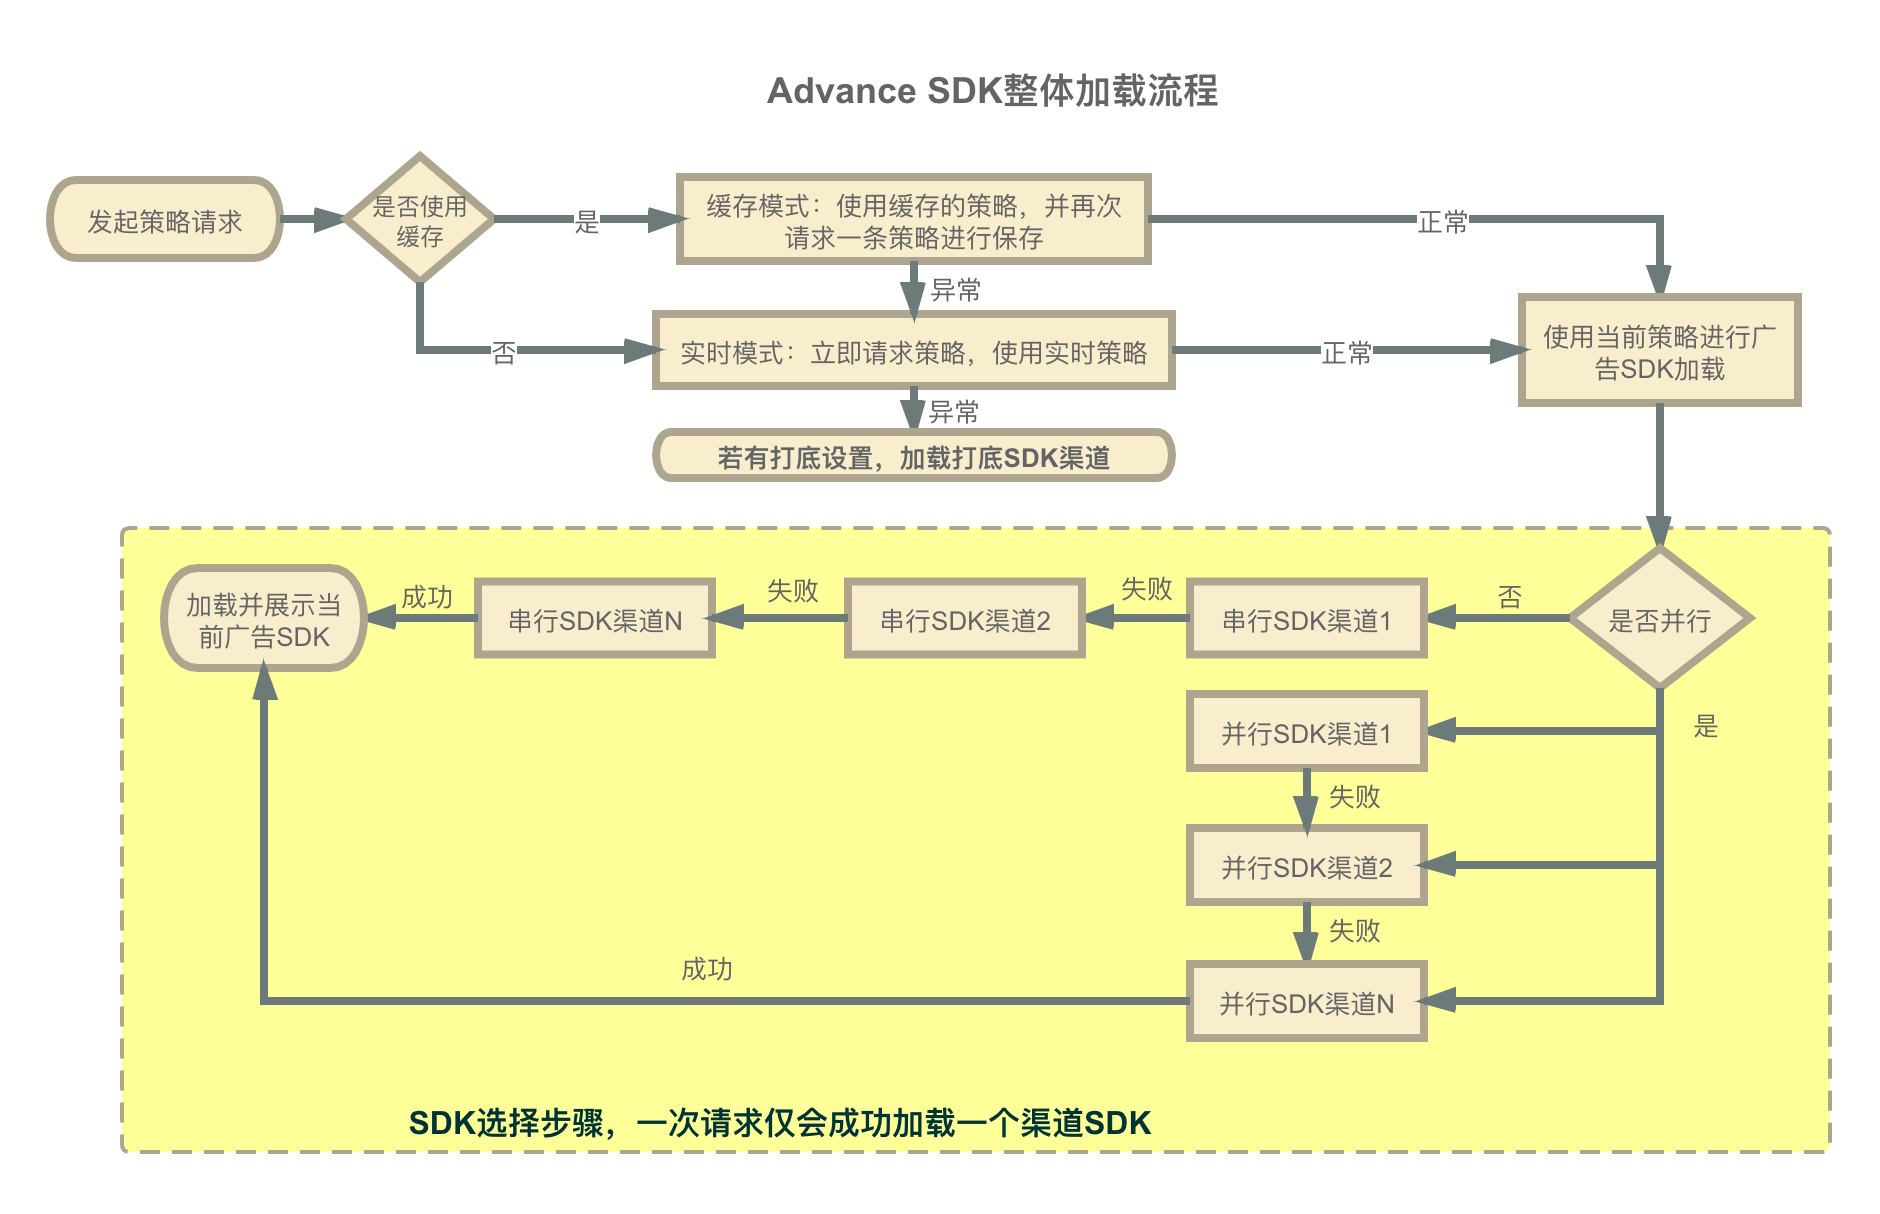 Advance SDK整体加载流程
发起策略请求
是否使用
缓存
是
缓存模式：使用缓存的策略，并再次
请求一条策略进行保存
正常
异常
否
实时模式：立即请求策略，使用实时策略
正常
使用当前策略进行广
告SDK加载
异常
若有打底设置，加载打底SDK渠道
加载并展示当
前广告SDK
成功
串行SDK渠道N
失败
串行SDK渠道2
失败
串行SDK渠道1
否
是否并行
是
并行SDK渠道1
失败
并行SDK渠道2
失败
并行SDK渠道N
成功
SDK选择步骤，一次请求仅会成功加载一个渠道SDK